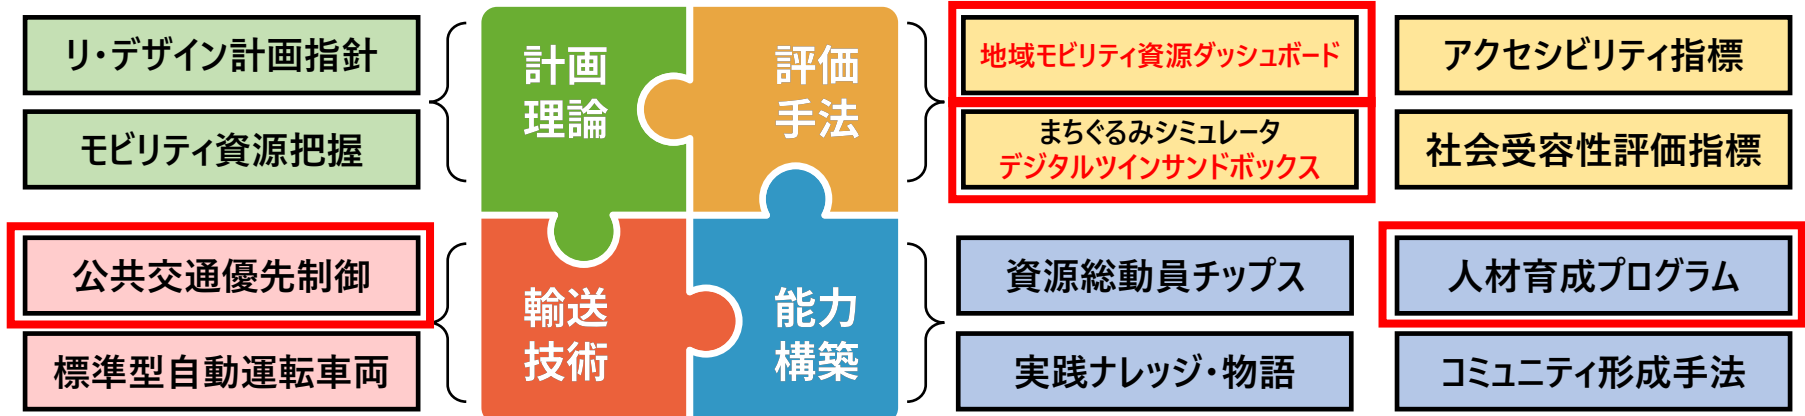 リ・デザイン計画指針
モビリティ資源把握
計画
理論
評価
手法
地域モビリティ資源ダッシュボード
まちぐるみシミュレータ
デジタルツインサンドボックス
アクセシビリティ指標
社会受容性評価指標
公共交通優先制御
標準型自動運転車両
輸送
技術
能力
構築
資源総動員チップス
実践ナレッジ・物語
人材育成プログラム
コミュニティ形成手法